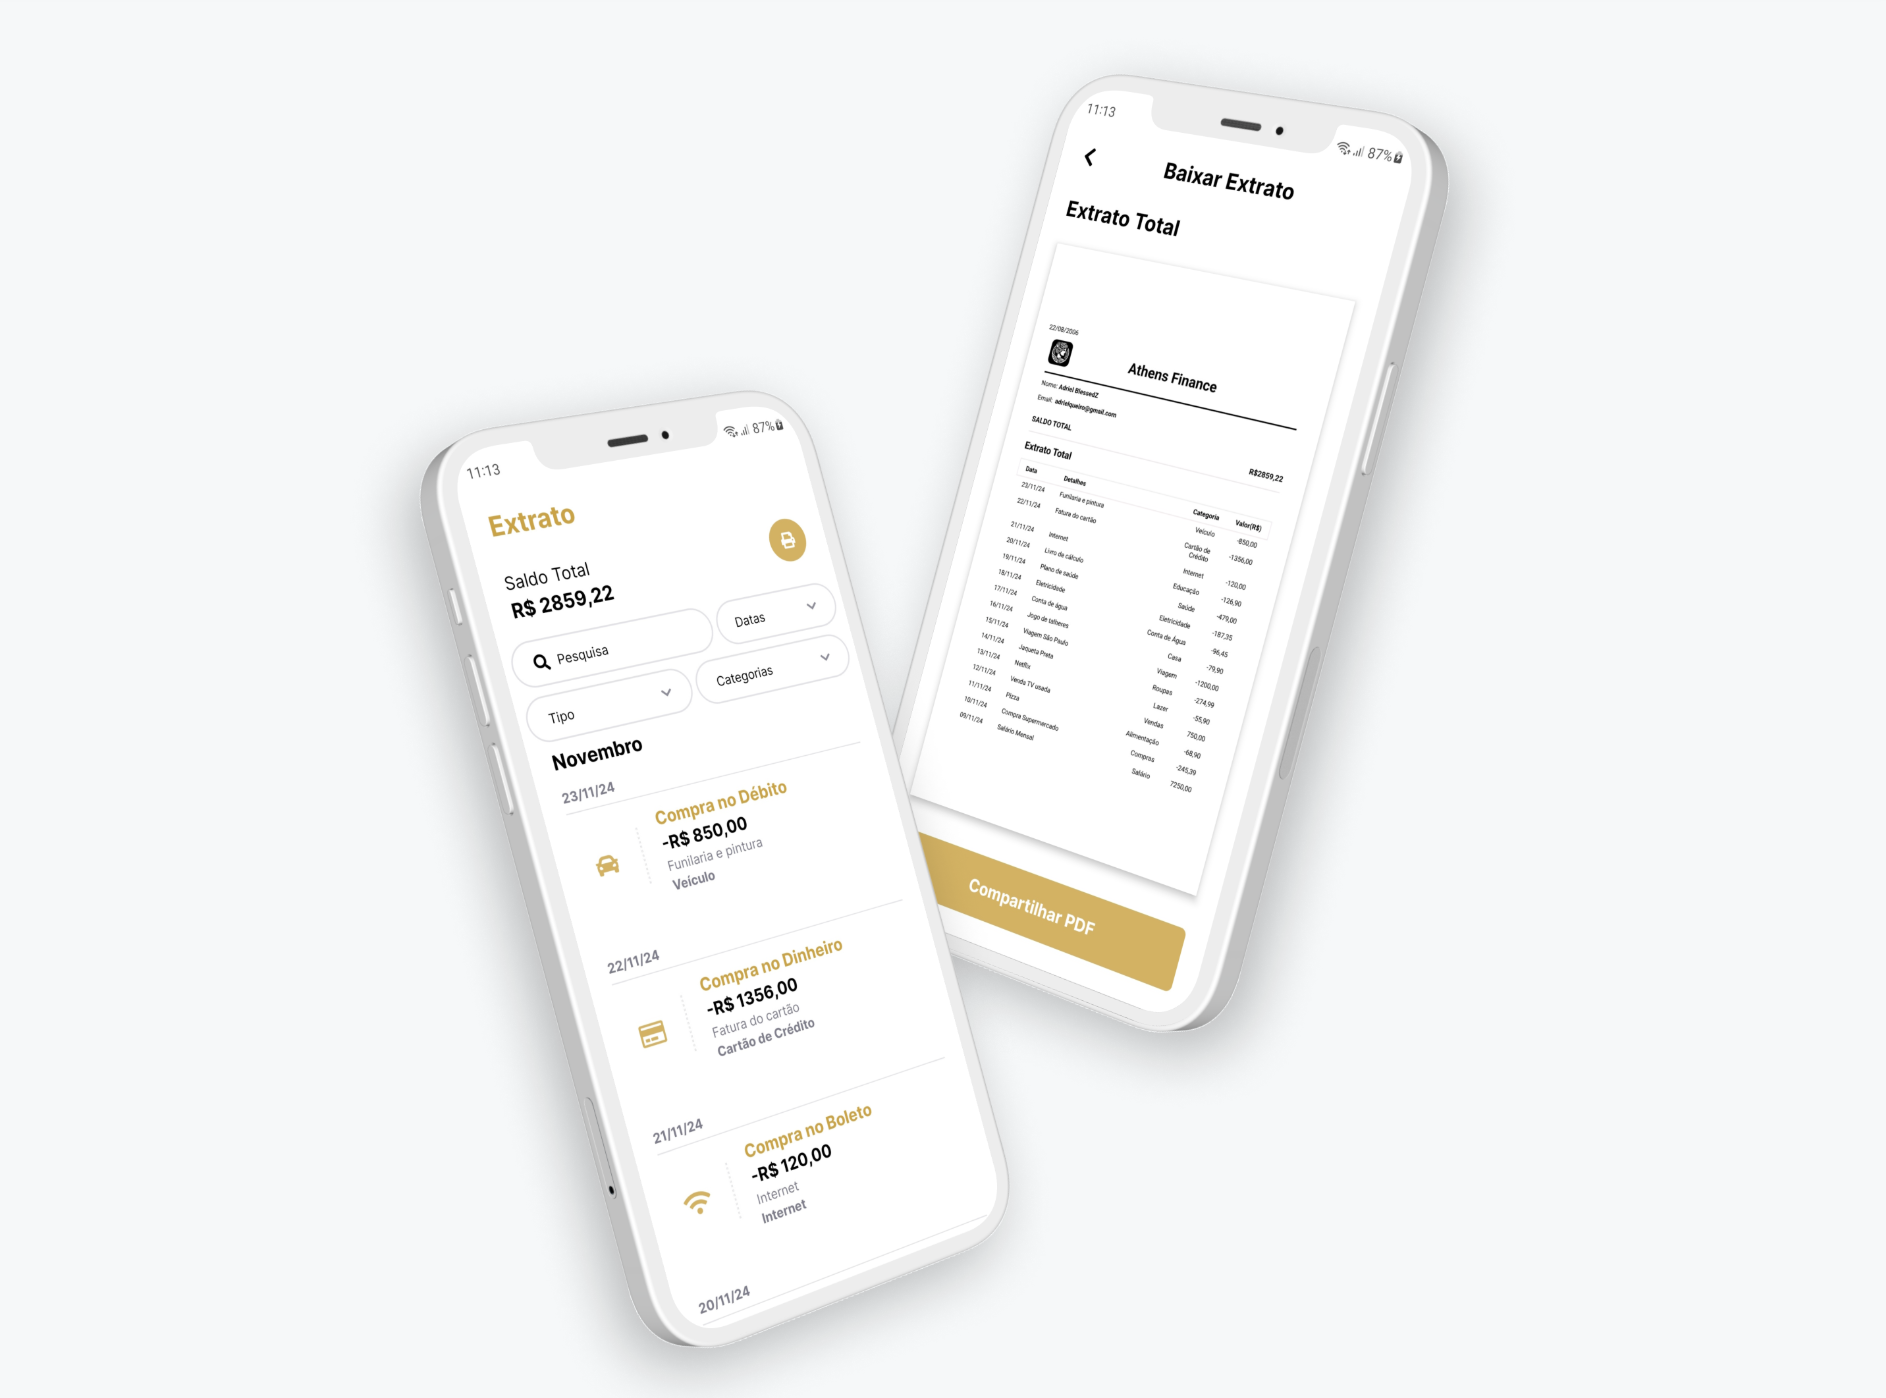 11:13
87%
Extrato
Saldo Total
R$ 2859,22
Pesquisa
Datas
Tipo
Categorias
Novembro
23/11/24
Compra no Débito
-R$ 850,00
Funilaria e pintura
Veículo
22/11/24
Compra no Dinheiro
-R$ 1356,00
Fatura do cartão
Cartão de Crédito
21/11/24
Compra no Boleto
-R$ 120,00
Internet
Internet
20/11/24
11:13
87%
Baixar Extrato
Extrato Total
22/08/2006
Athens Finance
Nome: Adriel BlessedZ
Email: adrielqueiro@gmail.com
SALDO TOTAL
R$2859,22
Extrato Total
Data Detalhes Categoria Valor(R$)
23/11/24 Funilaria e pintura Veículo -850,00
22/11/24 Fatura do cartão Cartão de Crédito -1356,00
21/11/24 Internet Internet -120,00
20/11/24 Livro de cálculo Educação -126,90
19/11/24 Plano de saúde Saúde -479,00
18/11/24 Eletricidade Eletricidade -187,35
17/11/24 Conta de água Conta de Água -96,45
16/11/24 Jogo de talheres Casa -79,90
15/11/24 Viagem São Paulo Viagem -1200,00
14/11/24 Jaqueta Preta Roupas -274,99
13/11/24 Netflix Lazer -55,90
12/11/24 Venda TV usada Vendas 750,00
11/11/24 Pizza Alimentação -68,90
10/11/24 Compra Supermercado Compras -245,39
09/11/24 Salário Mensal Salário 7250,00
Compartilhar PDF